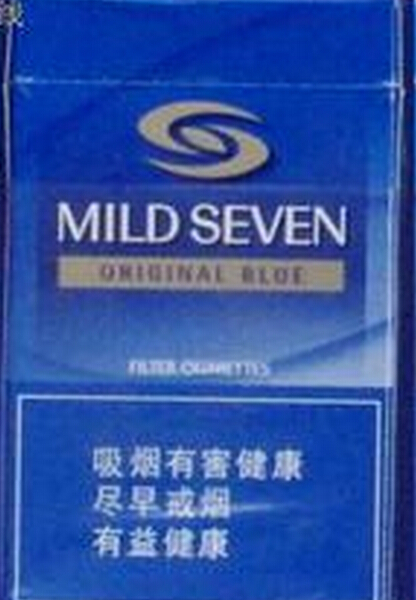 MILD SEVEN
ORIGINAL BLUE
FILTER CIGARETTES
吸烟有害健康
尽早戒烟
有益健康